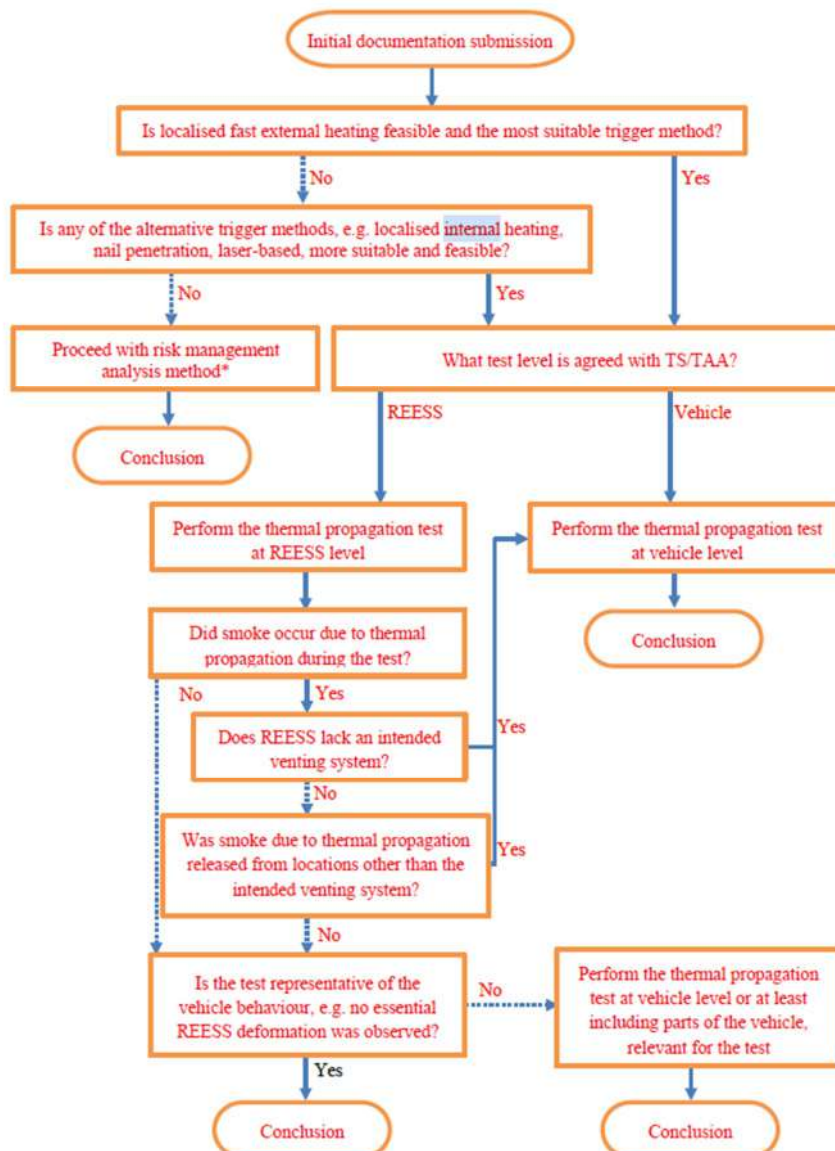 Initial documentation submission
Is localised fast external heating feasible and the most suitable trigger method?
No
Yes
Is any of the alternative trigger methods, e.g. localised internal heating,
nail penetration, laser-based, more suitable and feasible?
No
Yes
Proceed with risk management
analysis method*
What test level is agreed with TS/TAA?
REESS
Vehicle
Conclusion
Perform the thermal propagation test
at REESS level
Perform the thermal propagation test
at vehicle level
Did smoke occur due to thermal
propagation during the test?
Conclusion
No
Yes
Does REESS lack an intended
venting system?
Yes
No
Was smoke due to thermal propagation
released from locations other than the
intended venting system?
Yes
No
Is the test representative of the
vehicle behaviour, e.g. no essential
REESS deformation was observed?
No
Perform the thermal propagation
test at vehicle level or at least
including parts of the vehicle,
relevant for the test
Yes
Conclusion
Conclusion